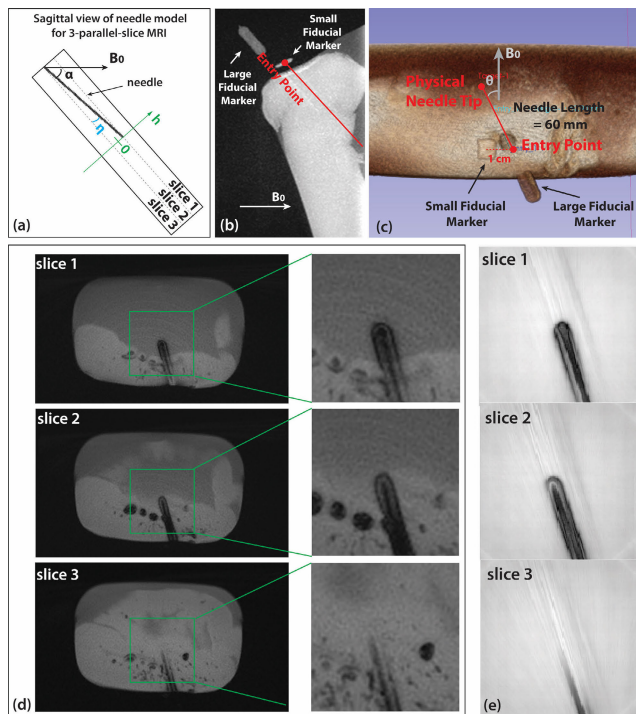 Sagittal view of needle model
for 3-parallel-slice MRI
B0
α
needle
η
h
0
slice 1
slice 2
slice 3
(a)
Small
Fiducial
Marker
Large
Fiducial
Marker
Entry Point
B0
(b)
B0
θ
Physical
Needle Tip
Needle Length
= 60 mm
Entry Point
1 cm
Small Fiducial
Marker
Large Fiducial
Marker
(c)
slice 1
slice 2
slice 3
(d)
slice 1
slice 2
slice 3
(e)